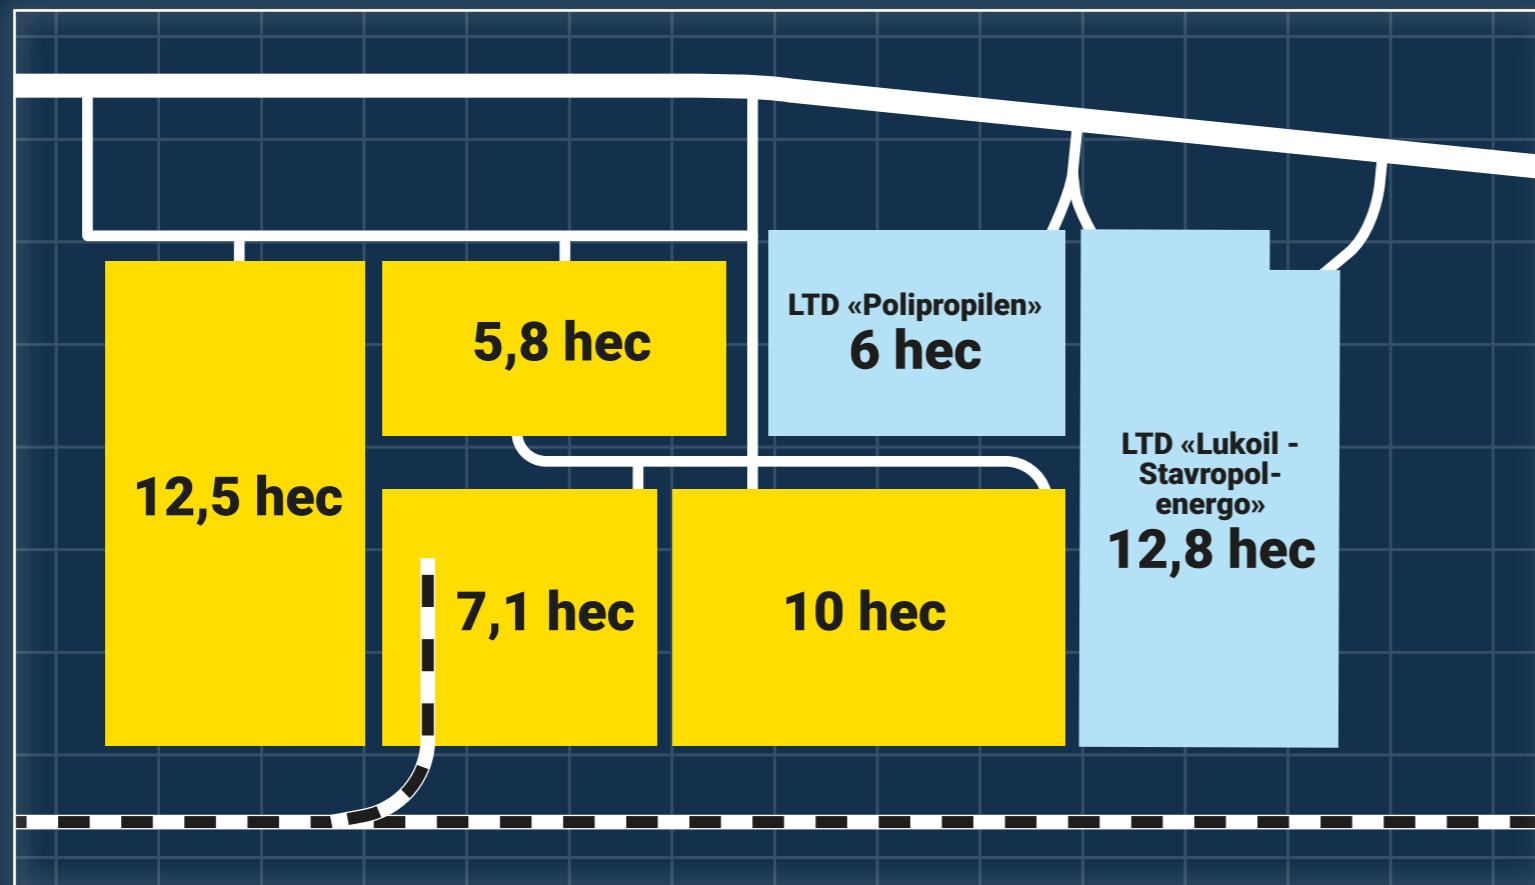 12,5 hec
5,8 hec
7,1 hec
10 hec
LTD «Polipropilen»
6 hec
LTD «Lukoil -
Stavropol-
energo»
12,8 hec